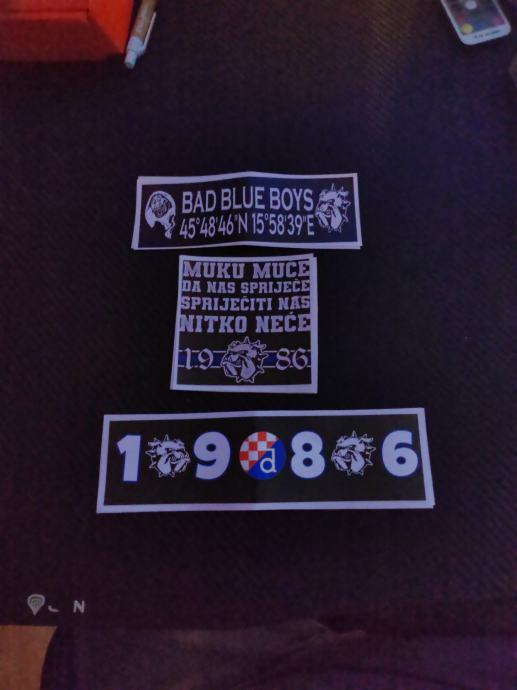 BAD BLUE BOYS
45°48'46"N 15°58'39"E
MUKU MUČE
DA NAS SPRIJEČE
SPRIJEČITI NAS
NITKO NEĆE
19 86
1 9 d 8 6